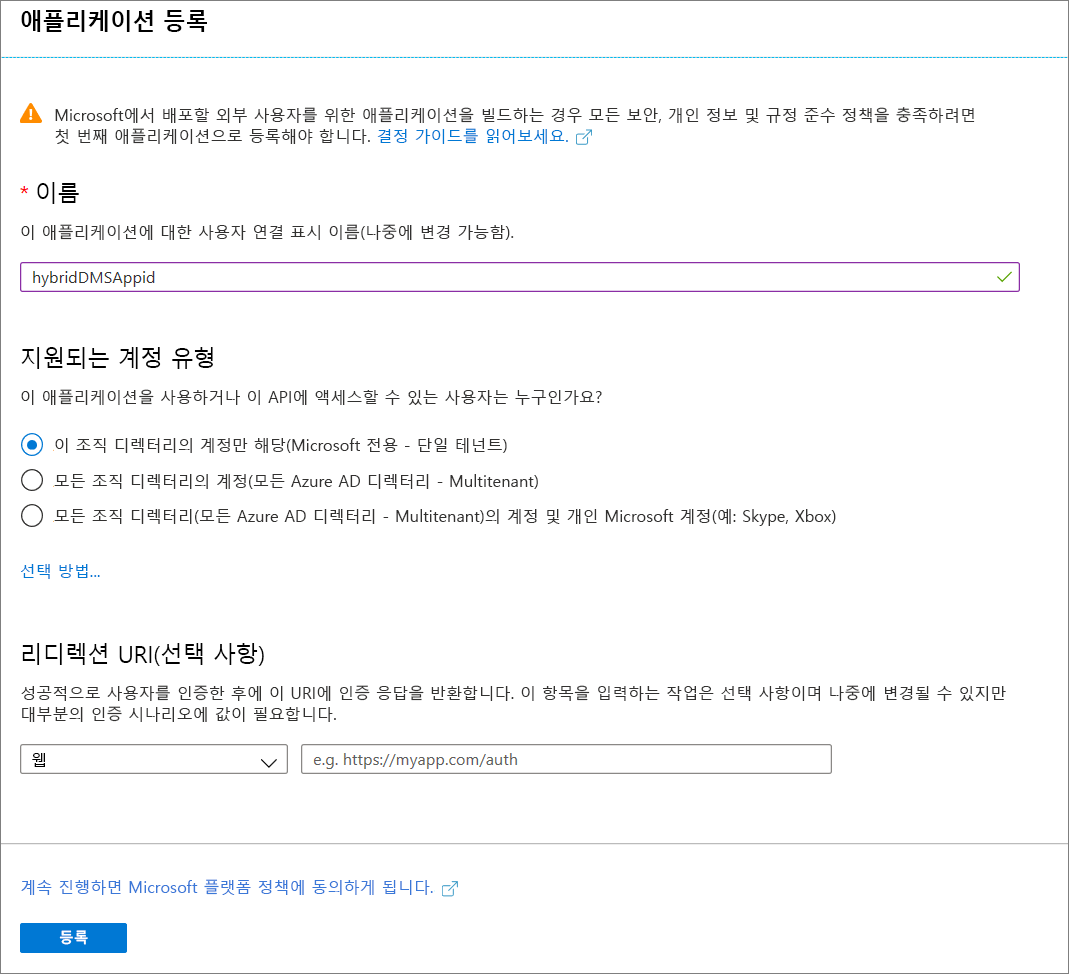 애플리케이션 등록
Microsoft에서 배포할 외부 사용자를 위한 애플리케이션을 빌드하는 경우 모든 보안, 개인 정보 및 규정 준수 정책을 충족하려면
첫 번째 애플리케이션으로 등록해야 합니다. 결정 가이드를 읽어보세요.
* 이름
이 애플리케이션에 대한 사용자 연결 표시 이름(나중에 변경 가능함).
hybridDMSAppid
지원되는 계정 유형
이 애플리케이션을 사용하거나 이 API에 액세스할 수 있는 사용자는 누구인가요?
이 조직 디렉터리의 계정만 해당(Microsoft 전용 - 단일 테넌트)
모든 조직 디렉터리의 계정(모든 Azure AD 디렉터리 - Multitenant)
모든 조직 디렉터리(모든 Azure AD 디렉터리 - Multitenant)의 계정 및 개인 Microsoft 계정(예: Skype, Xbox)
선택 방법...
리디렉션 URI(선택 사항)
성공적으로 사용자를 인증한 후에 이 URI에 인증 응답을 반환합니다. 이 항목을 입력하는 작업은 선택 사항이며 나중에 변경될 수 있지만
대부분의 인증 시나리오에 값이 필요합니다.
웹 e.g. https://myapp.com/auth
계속 진행하면 Microsoft 플랫폼 정책에 동의하게 됩니다.
등록